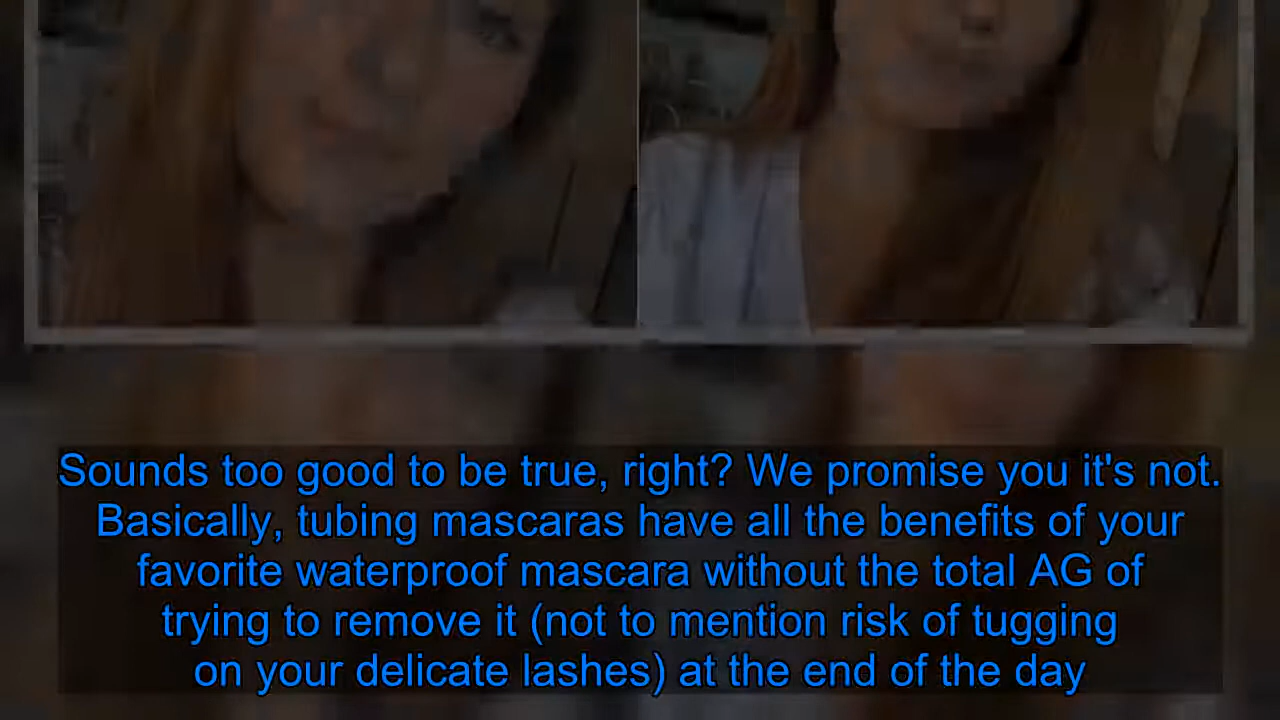 Sounds too good to be true, right? We promise you it's not.
Basically, tubing mascaras have all the benefits of your
favorite waterproof mascara without the total AG of
trying to remove it (not to mention risk of tugging
on your delicate lashes) at the end of the day